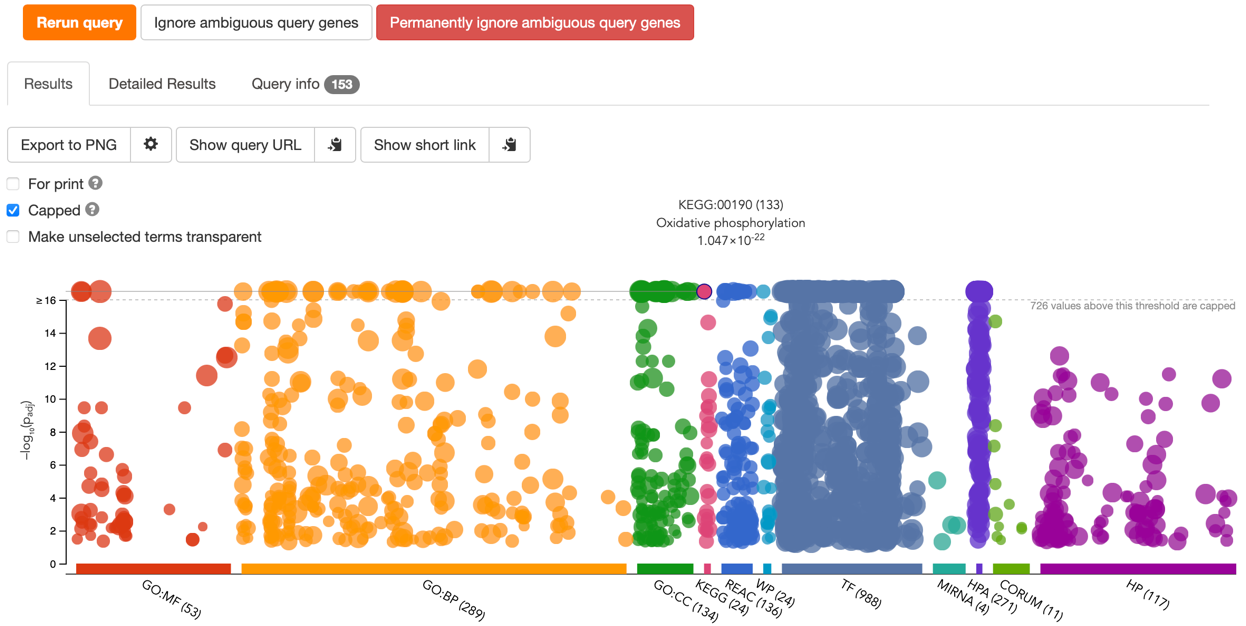 Rerun query
Ignore ambiguous query genes
Permanently ignore ambiguous query genes
Results
Detailed Results
Query info 153
Export to PNG
Show query URL
Show short link
For print
Capped
Make unselected terms transparent
KEGG:00190 (133)
Oxidative phosphorylation
1.047×10⁻²²
≥16
14
12
10
8
6
4
2
0
−log₁₀(pₐdⱼ)
726 values above this threshold are capped
GO:MF (53)
GO:BP (289)
GO:CC (134)
KEGG (24)
REAC (136)
WP (24)
TF (988)
MIRNA (4)
HPA (271)
CORUM (11)
HP (117)